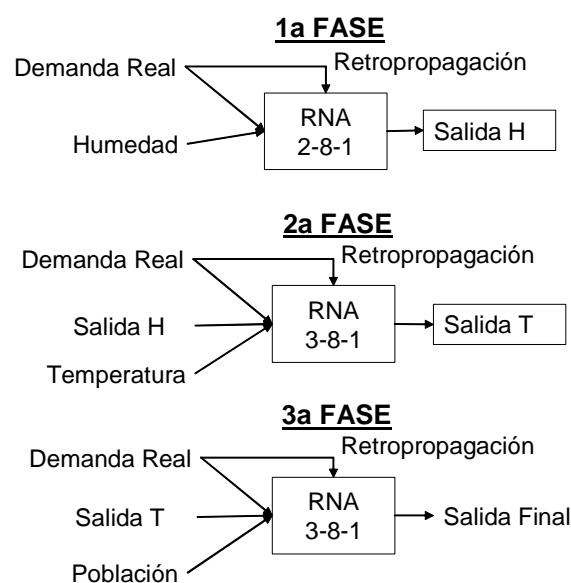 1a FASE
Demanda Real
Retropropagación
Humedad
RNA
2-8-1
Salida H
2a FASE
Demanda Real
Retropropagación
Salida H
Temperatura
RNA
3-8-1
Salida T
3a FASE
Demanda Real
Retropropagación
Salida T
Población
RNA
3-8-1
Salida Final